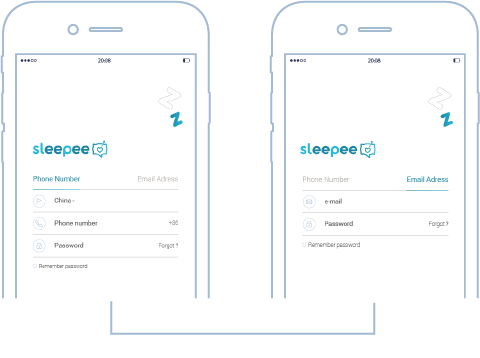 20:08
sleepee
Phone Number Email Adress
China -
Phone number +86
Password Forgot ?
Remember password
20:08
sleepee
Phone Number Email Adress
e-mail
Password Forgot ?
Remember password